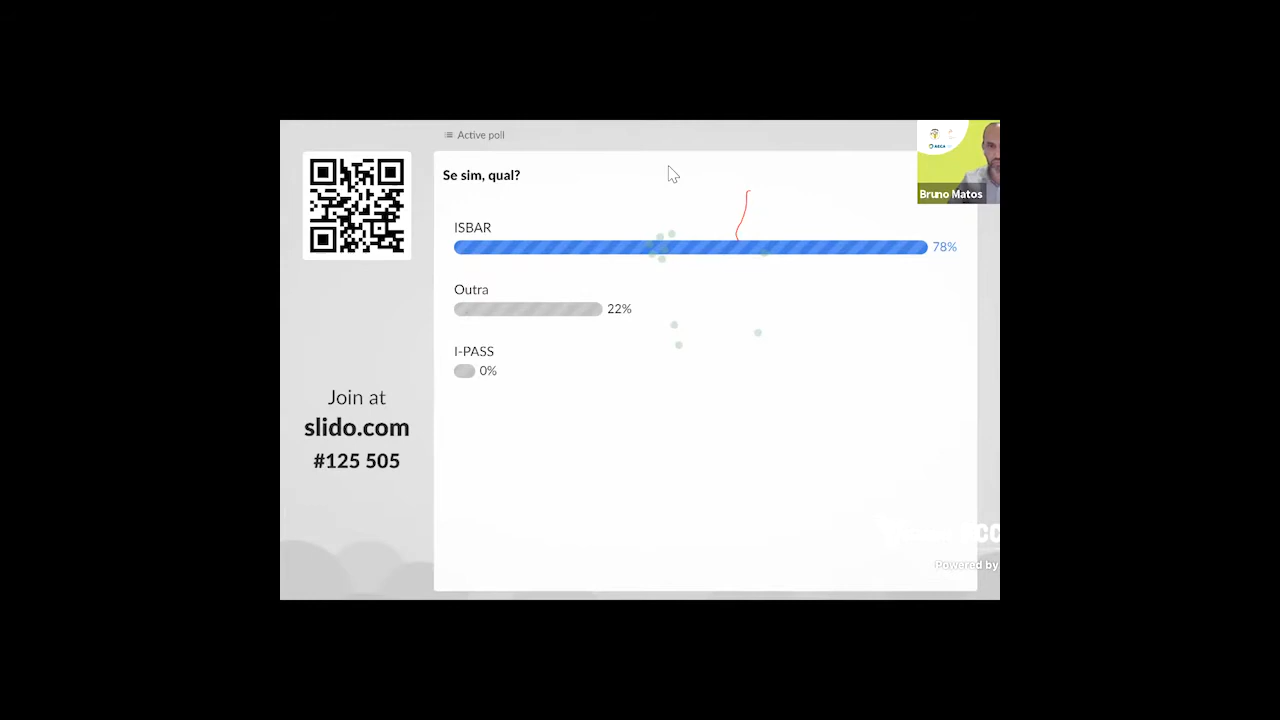 Active poll
Se sim, qual?
ISBAR
78%
Outra
22%
I-PASS
0%
Join at
slido.com
#125 505
Bruno Matos
Powered by